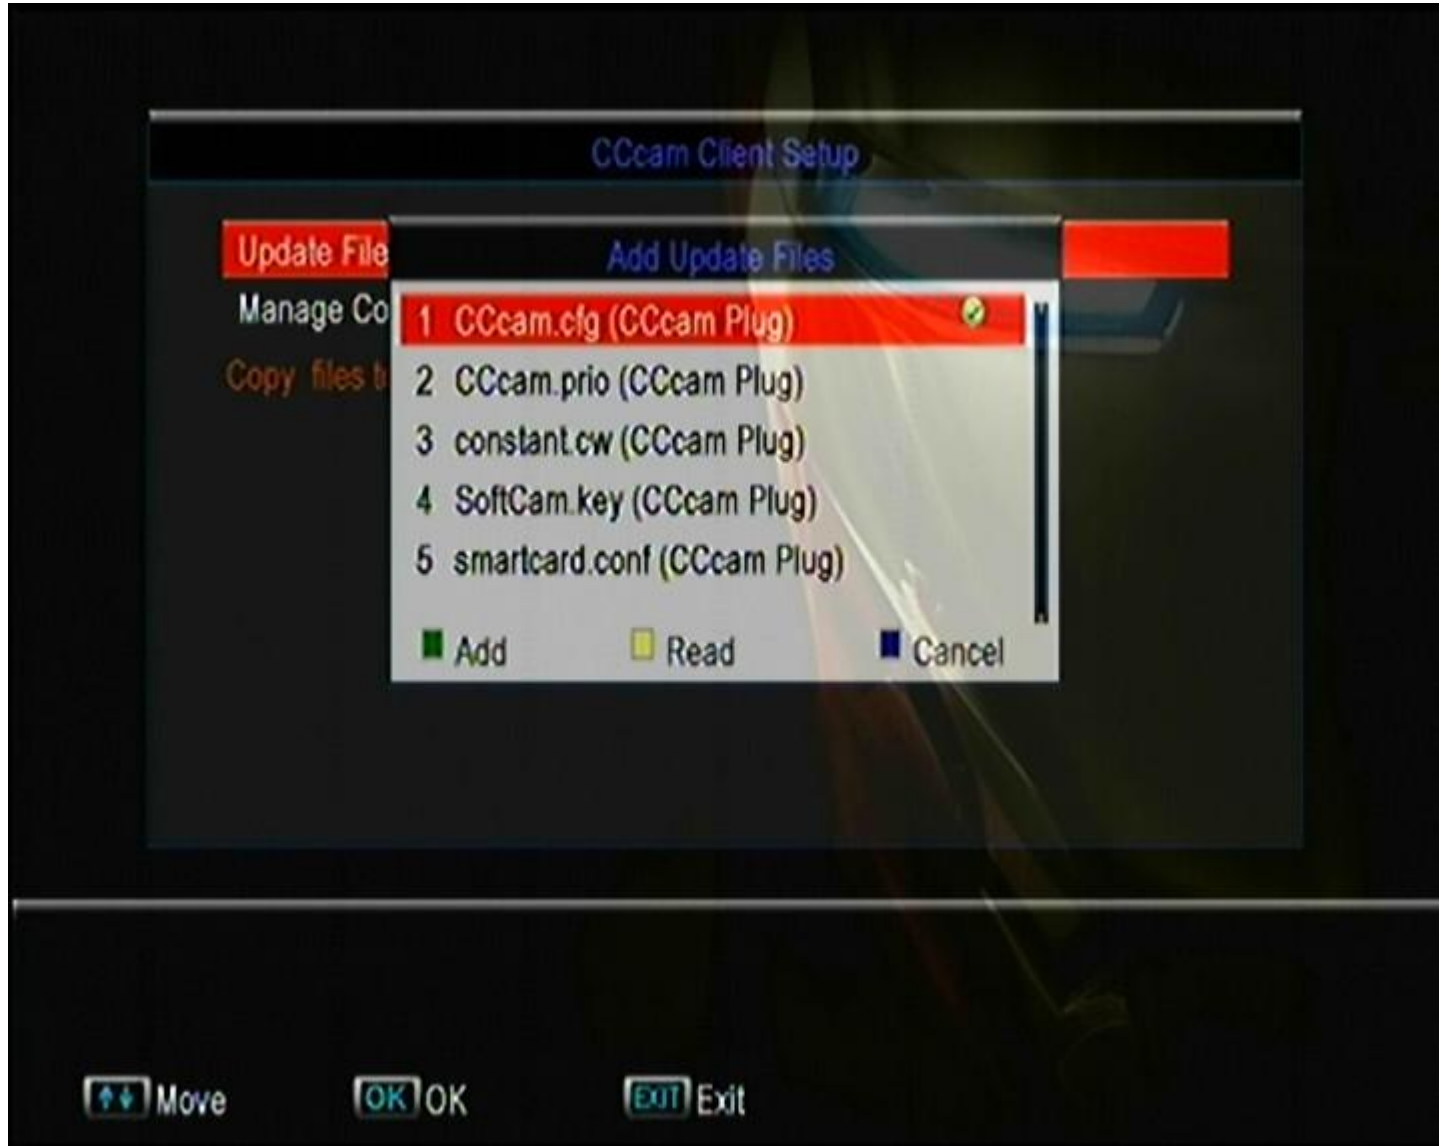 CCcam Client Setup
Update File
Add Update Files
Manage Co
1 CCcam.cfg (CCcam Plug)
Copy files t
2 CCcam.prio (CCcam Plug)
3 constant.cw (CCcam Plug)
4 SoftCam.key (CCcam Plug)
5 smartcard.conf (CCcam Plug)
Add Read Cancel
Move OK OK EXIT Exit